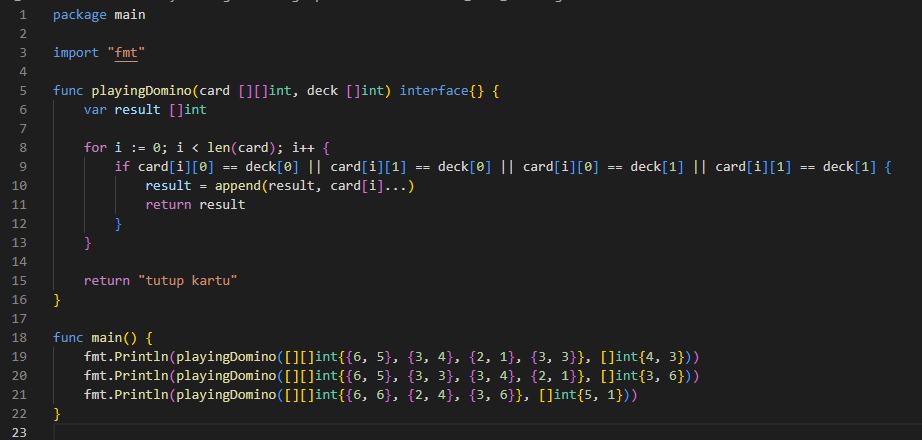 1 package main
2
3 import "fmt"
4
5 func playingDomino(card [][]int, deck []int) interface{} {
6 var result []int
7
8 for i := 0; i < len(card); i++ {
9 if card[i][0] == deck[0] || card[i][1] == deck[0] || card[i][0] == deck[1] || card[i][1] == deck[1] {
10 result = append(result, card[i]...)
11 return result
12 }
13 }
14
15 return "tutup kartu"
16 }
17
18 func main() {
19 fmt.Println(playingDomino([][]int{{6, 5}, {3, 4}, {2, 1}, {3, 3}}, []int{4, 3}))
20 fmt.Println(playingDomino([][]int{{6, 5}, {3, 3}, {3, 4}, {2, 1}}, []int{3, 6}))
21 fmt.Println(playingDomino([][]int{{6, 6}, {2, 4}, {3, 6}}, []int{5, 1}))
22 }
23